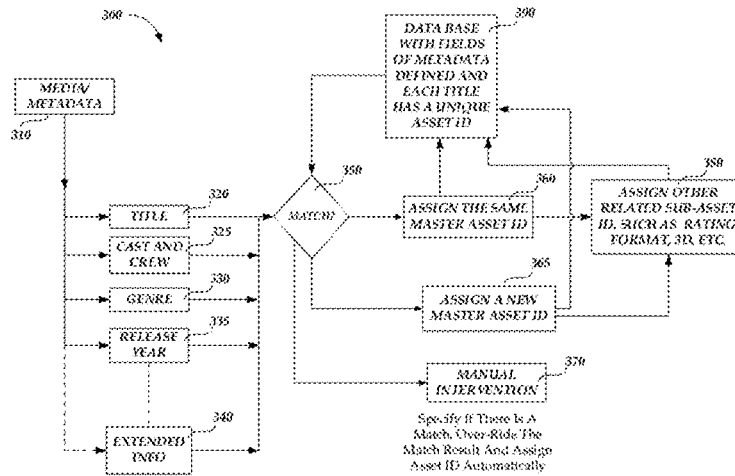 300
MEDIA/
METADATA
310
TITLE
320
CAST AND
CREW
325
GENRE
330
RELEASE
YEAR
335
EXTENDED
INFO
340
MATCH?
350
DATA BASE
WITH FIELDS
OF METADATA
DEFINED AND
EACH TITLE
HAS A UNIQUE
ASSET ID
390
ASSIGN THE SAME
MASTER ASSET ID
360
ASSIGN A NEW
MASTER ASSET ID
365
MANUAL
INTERVENTION
370
Specify If There Is A
Match, Over-Ride The
Match Result And Assign
Asset ID Automatically
ASSIGN OTHER
RELATED SUB-ASSET
ID, SUCH AS RATING
FORMAT, 3D, ETC.
380